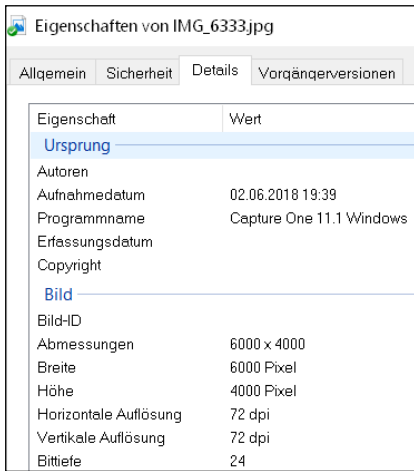 Eigenschaften von IMG_6333.jpg
Allgemein Sicherheit Details Vorgängerversionen
Eigenschaft Wert
Ursprung
Autoren
Aufnahmedatum 02.06.2018 19:39
Programmname Capture One 11.1 Windows
Erfassungsdatum
Copyright
Bild
Bild-ID
Abmessungen 6000 x 4000
Breite 6000 Pixel
Höhe 4000 Pixel
Horizontale Auflösung 72 dpi
Vertikale Auflösung 72 dpi
Bittiefe 24